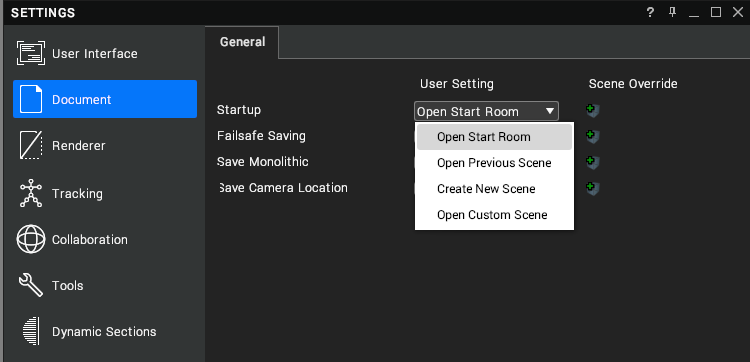 SETTINGS
?
User Interface
Document
Renderer
Tracking
Collaboration
Tools
Dynamic Sections
General
User Setting Scene Override
Startup Open Start Room
Failsafe Saving
Save Monolithic
Save Camera Location
Open Start Room
Open Previous Scene
Create New Scene
Open Custom Scene